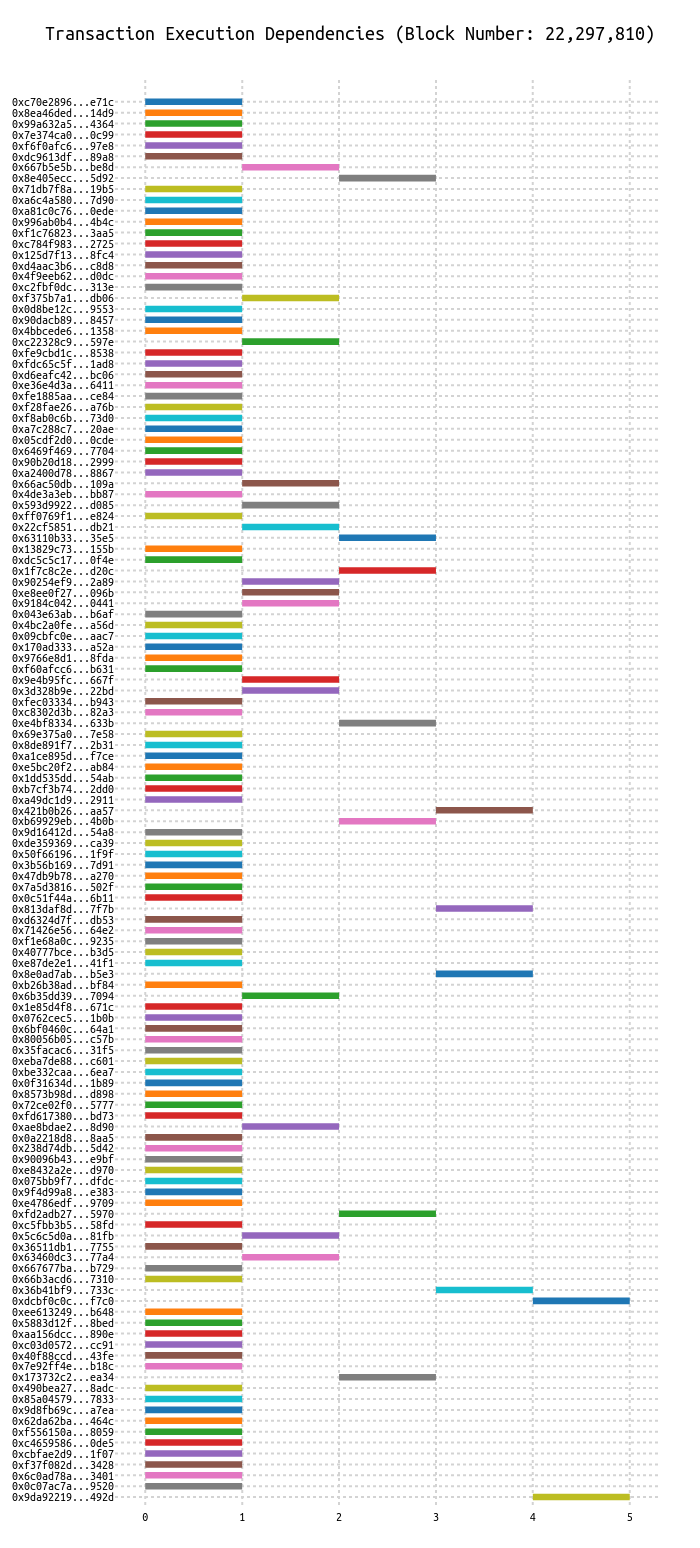 Transaction Execution Dependencies (Block Number: 22,297,810)
0xc70e2896...e71c
0x8ea46ded...14d9
0x99a632a5...4364
0x7e374ca0...0c99
0xf6f0afc6...97e8
0xdc9613df...89a8
0x667b5e5b...be8d
0x8e405ecc...5d92
0x71db7f8a...19b5
0xa6c4a580...7d90
0xa81c0c76...0ede
0x996ab0b4...4b4c
0xf1c76823...3aa5
0xc784f983...2725
0x125d7f13...8fc4
0xd4aac3b6...c8d8
0x4f9eeb62...d0dc
0xc2fbf0dc...313e
0xf375b7a1...db06
0x0d8be12c...9553
0x90dacb89...8457
0x4bbcede6...1358
0xc22328c9...597e
0xfe9cbd1c...8538
0xfdc65c5f...1ad8
0xd6eafc42...bc06
0xe36e4d3a...6411
0xfe1885aa...ce84
0xf28fae26...a76b
0xf8ab0c6b...73d0
0xa7c288c7...20ae
0x05cdf2d0...0cde
0x6469f469...7704
0x90b20d18...2999
0xa2400d78...8867
0x66ac50db...109a
0x4de3a3eb...bb87
0x593d9922...d085
0xff0769f1...e824
0x22cf5851...db21
0x63110b33...35e5
0x13829c73...155b
0xdc5c5c17...0f4e
0x1f7c8c2e...d20c
0x90254ef9...2a89
0xe8ee0f27...096b
0x9184c042...0441
0x043e63ab...b6af
0x4bc2a0fe...a56d
0x09cbfc0e...aac7
0x170ad333...a52a
0x9766e8d1...8fda
0xf60afcc6...b631
0x9e4b95fc...667f
0x3d328b9e...22bd
0xfec03334...b943
0xc8302d3b...82a3
0xe4bf8334...633b
0x69e375a0...7e58
0x8de891f7...2b31
0xa1ce895d...f7ce
0xe5bc20f2...ab84
0x1dd535dd...54ab
0xb7cf3b74...2dd0
0xa49dc1d9...2911
0x421b0b26...aa57
0xb69929eb...4b0b
0x9d16412d...54a8
0xde359369...ca39
0x50f66196...1f9f
0x3b56b169...7d91
0x47db9b78...a270
0x7a5d3816...502f
0x0c51f44a...6b11
0x813daf8d...7f7b
0xd6324d7f...db53
0x71426e56...64e2
0xf1e68a0c...9235
0x40777bce...b3d5
0xe87de2e1...41f1
0x8e0ad7ab...b5e3
0xb26b38ad...bf84
0x6b35dd39...7094
0x1e85d4f8...671c
0x0762cec5...1b0b
0x6bf0460c...64a1
0x80056b05...c57b
0x35facac6...31f5
0xeba7de88...c601
0xbe332caa...6ea7
0x0f31634d...1b89
0x8573b98d...d898
0x72ce02f0...5777
0xfd617380...bd73
0xae8bdae2...8d90
0x0a2218d8...8aa5
0x238d74db...5d42
0x90096b43...e9bf
0xe8432a2e...d970
0x075bb9f7...dfdc
0x9f4d99a8...e383
0xe4786edf...9709
0xfd2adb27...5970
0xc5fbb3b5...58fd
0x5c6c5d0a...81fb
0x36511db1...7755
0x63460dc3...77a4
0x667677ba...b729
0x66b3acd6...7310
0x36b41bf9...733c
0xdcbf0c0c...f7c0
0xee613249...b648
0x5883d12f...8bed
0xaa156dcc...890e
0xc03d0572...cc91
0x40f88ccd...43fe
0x7e92ff4e...b18c
0x173732c2...ea34
0x490bea27...8adc
0x85a04579...7833
0x9d8fb69c...a7ea
0x62da62ba...464c
0xf556150a...8059
0xc4659586...0de5
0xcbfae2d9...1f07
0xf37f082d...3428
0x6c0ad78a...3401
0x0c07ac7a...9520
0x9da92219...492d
0 1 2 3 4 5